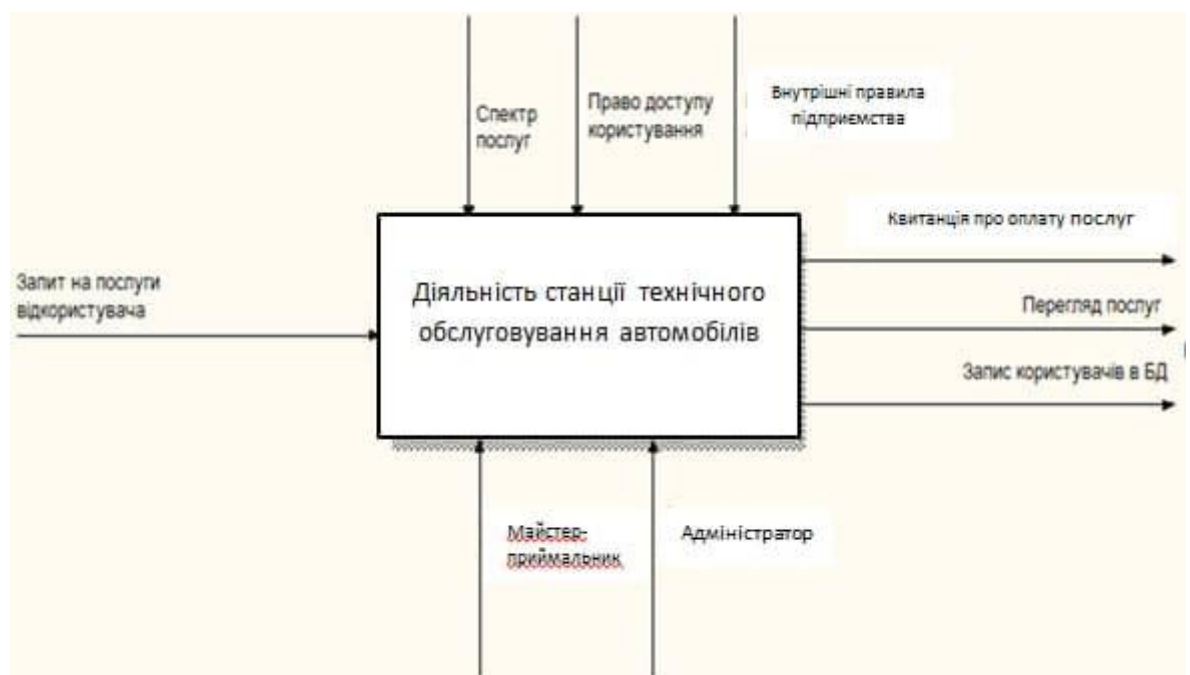 Спектр
послуг
Право доступу
користування
Внутрішні правила
підприємства
Квитанція про оплату послуг
Запит на послуги
відкористувача
Діяльність станції технічного
обслуговування автомобілів
Перегляд послуг
Запис користувачів в БД
Майстер-
приймальник
Адміністратор